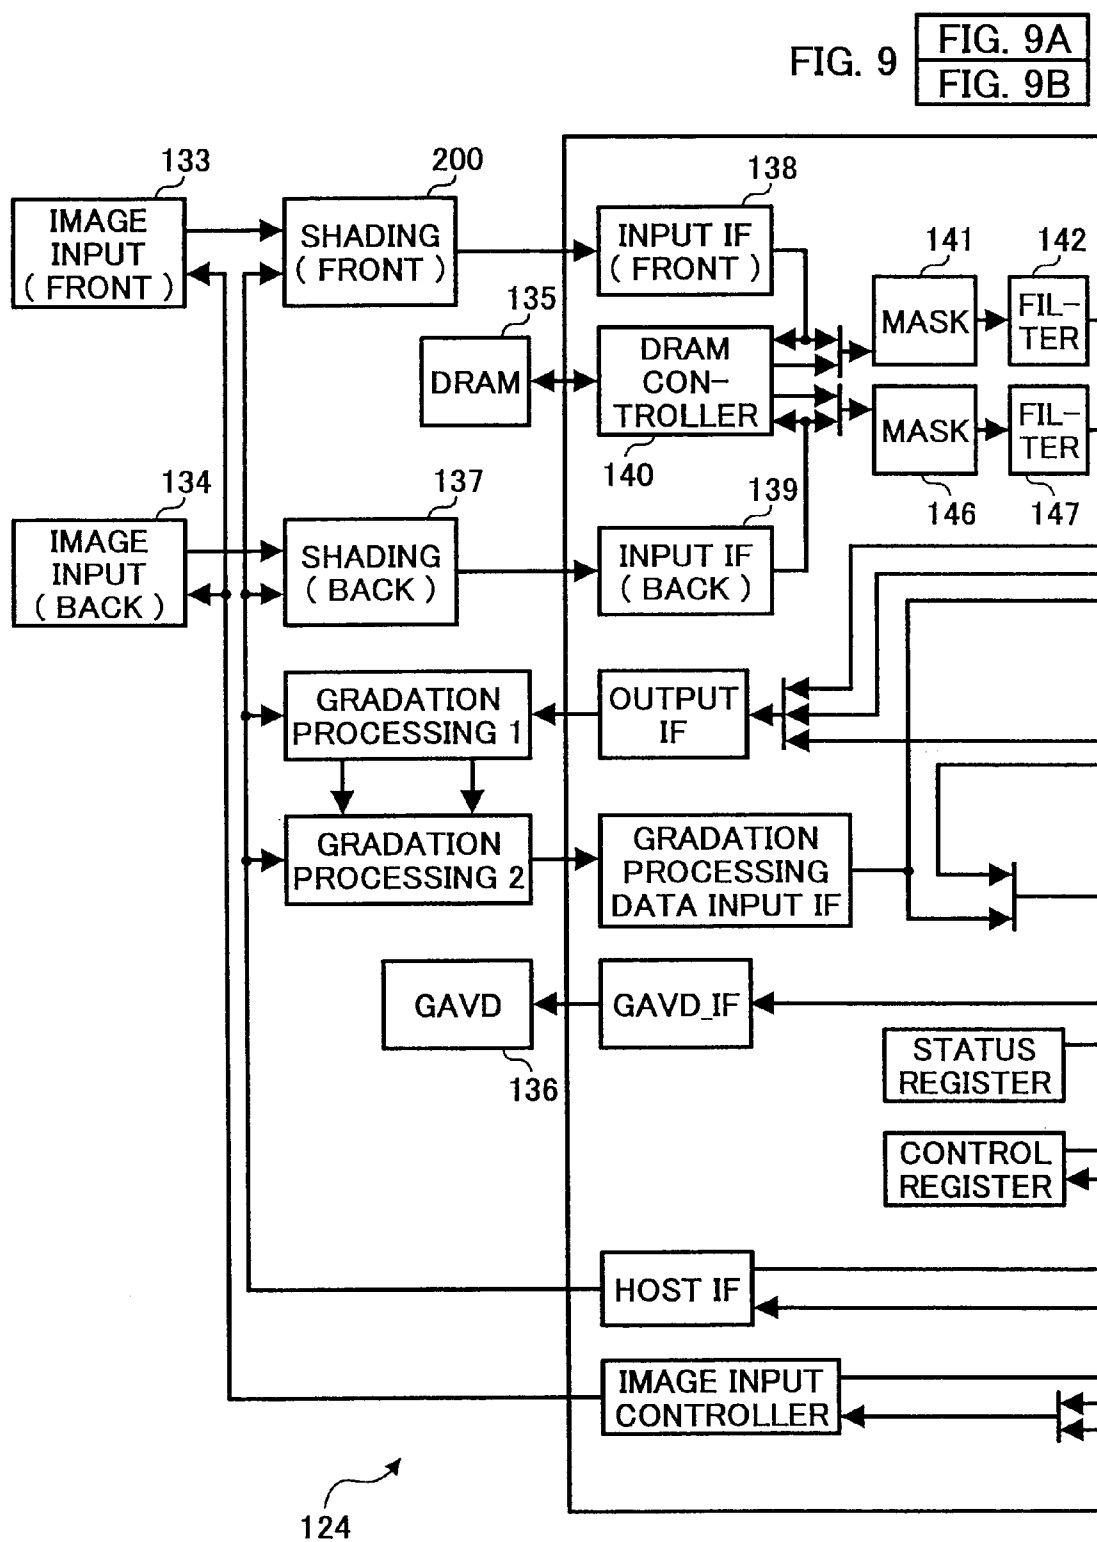 FIG. 9
FIG. 9A
FIG. 9B
133
200
138
141
142
IMAGE
INPUT
( FRONT )
SHADING
( FRONT )
INPUT IF
( FRONT )
MASK
FIL-
TER
135
DRAM
DRAM
CON-
TROLLER
140
MASK
FIL-
TER
146
147
134
137
139
IMAGE
INPUT
( BACK )
SHADING
( BACK )
INPUT IF
( BACK )
GRADATION
PROCESSING 1
OUTPUT
IF
GRADATION
PROCESSING 2
GRADATION
PROCESSING
DATA INPUT IF
GAVD
136
GAVD_IF
STATUS
REGISTER
CONTROL
REGISTER
HOST IF
IMAGE INPUT
CONTROLLER
124